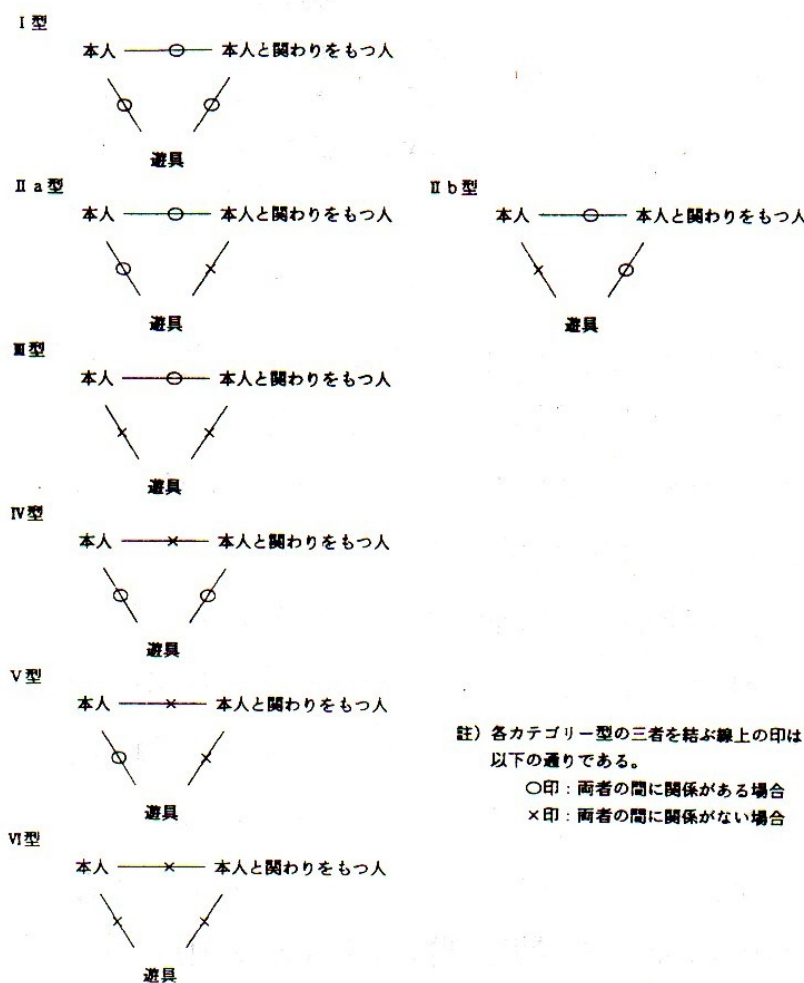 Ⅰ型
本人 ○ 本人と関わりをもつ人
○ ○
遊具
Ⅱa型
本人 ○ 本人と関わりをもつ人
○ ×
遊具
Ⅱb型
本人 ○ 本人と関わりをもつ人
× ○
遊具
Ⅲ型
本人 ○ 本人と関わりをもつ人
× ×
遊具
Ⅳ型
本人 × 本人と関わりをもつ人
○ ○
遊具
Ⅴ型
本人 × 本人と関わりをもつ人
○ ×
遊具
Ⅵ型
本人 × 本人と関わりをもつ人
× ×
遊具
註）各カテゴリー型の三者を結ぶ線上の印は
以下の通りである。
○印：両者の間に関係がある場合
×印：両者の間に関係がない場合